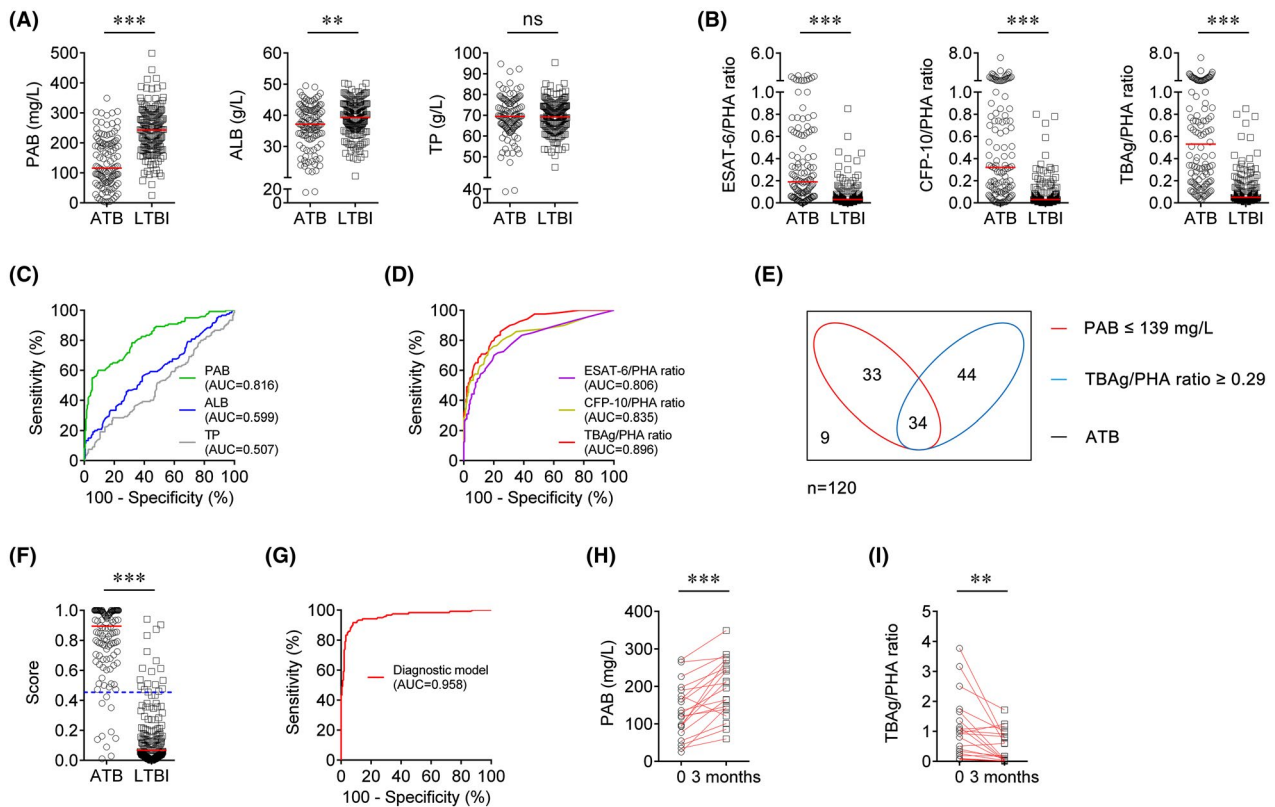 (A)
***
PAB (mg/L)
500
400
300
200
100
0
ATB LTBI
**
ALB (g/L)
60
50
40
30
20
0
ATB LTBI
ns
TP (g/L)
100
90
80
70
60
50
40
0
ATB LTBI
(B)
***
ESAT-6/PHA ratio
6.0
1.0
1.0
0.8
0.6
0.4
0.2
0.0
ATB LTBI
***
CFP-10/PHA ratio
8.0
1.0
1.0
0.8
0.6
0.4
0.2
0.0
ATB LTBI
***
TBAg/PHA ratio
8.0
1.0
1.0
0.8
0.6
0.4
0.2
0.0
ATB LTBI
(C)
Sensitivity (%)
100
80
60
40
20
0
PAB
(AUC=0.816)
ALB
(AUC=0.599)
TP
(AUC=0.507)
0 20 40 60 80 100
100 - Specificity (%)
(D)
Sensitivity (%)
100
80
60
40
20
0
ESAT-6/PHA ratio
(AUC=0.806)
CFP-10/PHA ratio
(AUC=0.835)
TBAg/PHA ratio
(AUC=0.896)
0 20 40 60 80 100
100 - Specificity (%)
(E)
33
44
34
9
n=120
PAB ≤ 139 mg/L
TBAg/PHA ratio ≥ 0.29
ATB
(F)
***
Score
1.0
0.8
0.6
0.4
0.2
0.0
ATB LTBI
(G)
Sensitivity (%)
100
80
60
40
20
0
Diagnostic model
(AUC=0.958)
0 20 40 60 80 100
100 - Specificity (%)
(H)
***
PAB (mg/L)
400
300
200
100
0
0 3 months
(I)
**
TBAg/PHA ratio
5
4
3
2
1
0
0 3 months